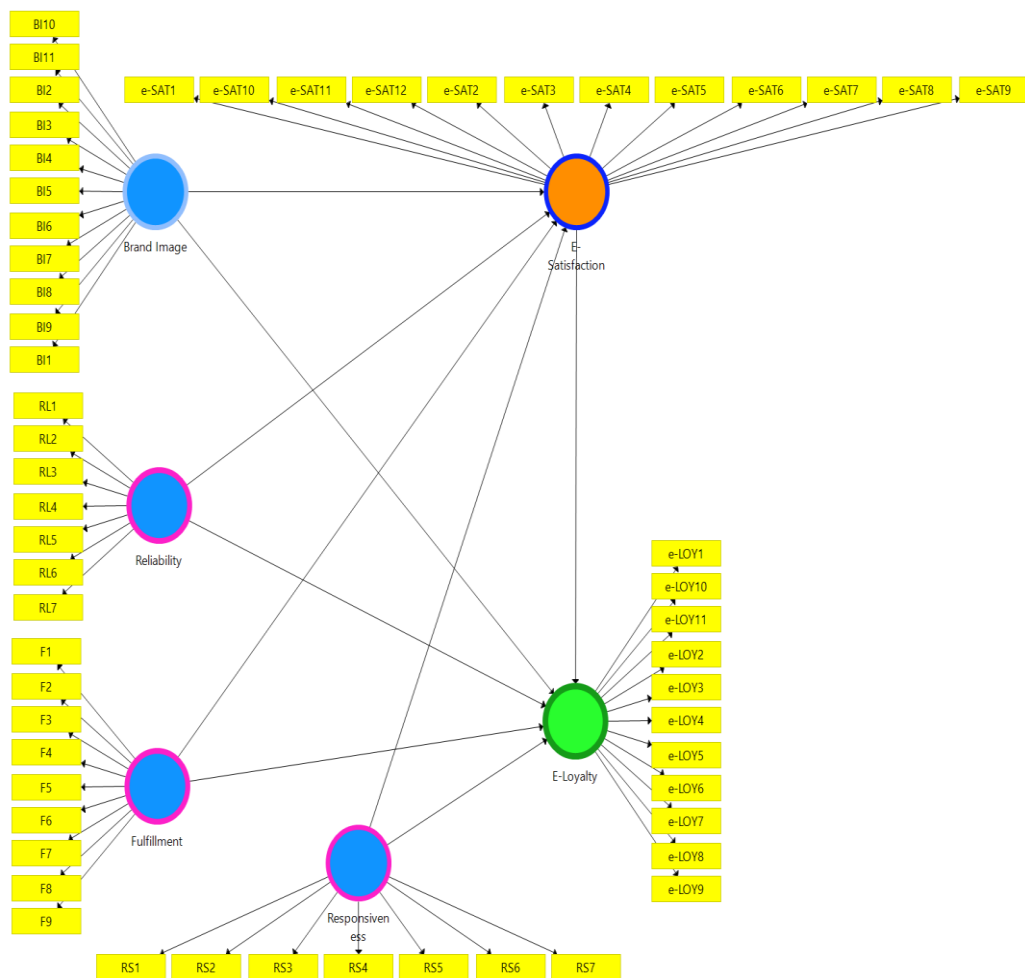 BI10
BI11
BI2
BI3
BI4
BI5
BI6
BI7
BI8
BI9
BI1
Brand Image
e-SAT1
e-SAT10
e-SAT11
e-SAT12
e-SAT2
e-SAT3
e-SAT4
e-SAT5
e-SAT6
e-SAT7
e-SAT8
e-SAT9
E-
Satisfaction
RL1
RL2
RL3
RL4
RL5
RL6
RL7
Reliability
F1
F2
F3
F4
F5
F6
F7
F8
F9
Fulfillment
e-LOY1
e-LOY10
e-LOY11
e-LOY2
e-LOY3
e-LOY4
e-LOY5
e-LOY6
e-LOY7
e-LOY8
e-LOY9
E-Loyalty
Responsiven
ess
RS1
RS2
RS3
RS4
RS5
RS6
RS7